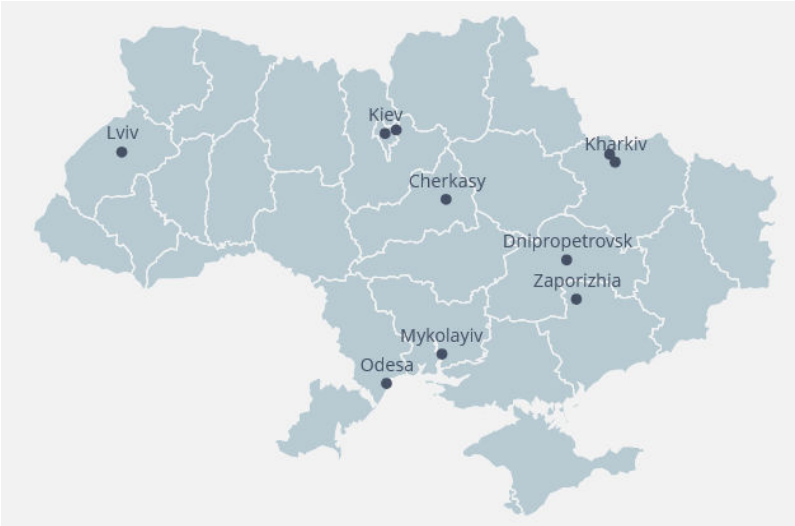 Kiev
Lviv
Kharkiv
Cherkasy
Dnipropetrovsk
Zaporizhia
Mykolayiv
Odesa